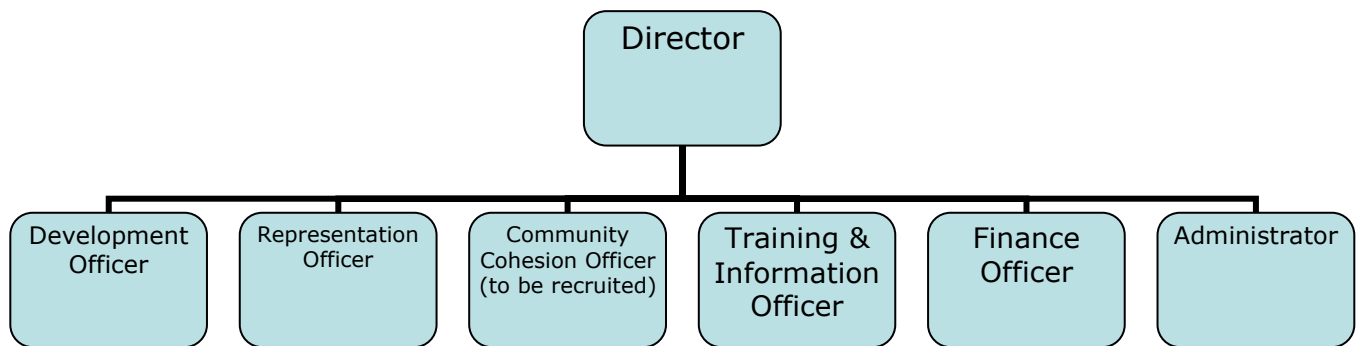 Director
Development
Officer
Representation
Officer
Community
Cohesion Officer
(to be recruited)
Training &
Information
Officer
Finance
Officer
Administrator